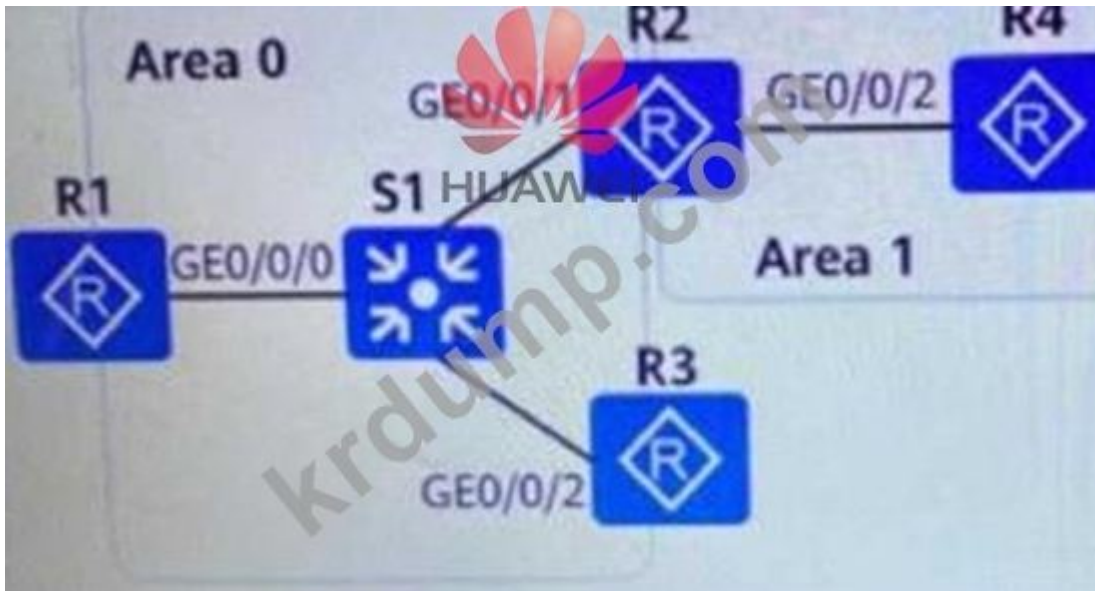 R2
R4
Area 0
GE0/0/1
GE0/0/2
R
R
HUAWEI
R1
S1
GE0/0/0
R
Area 1
R3
R
GE0/0/2
krdump.com